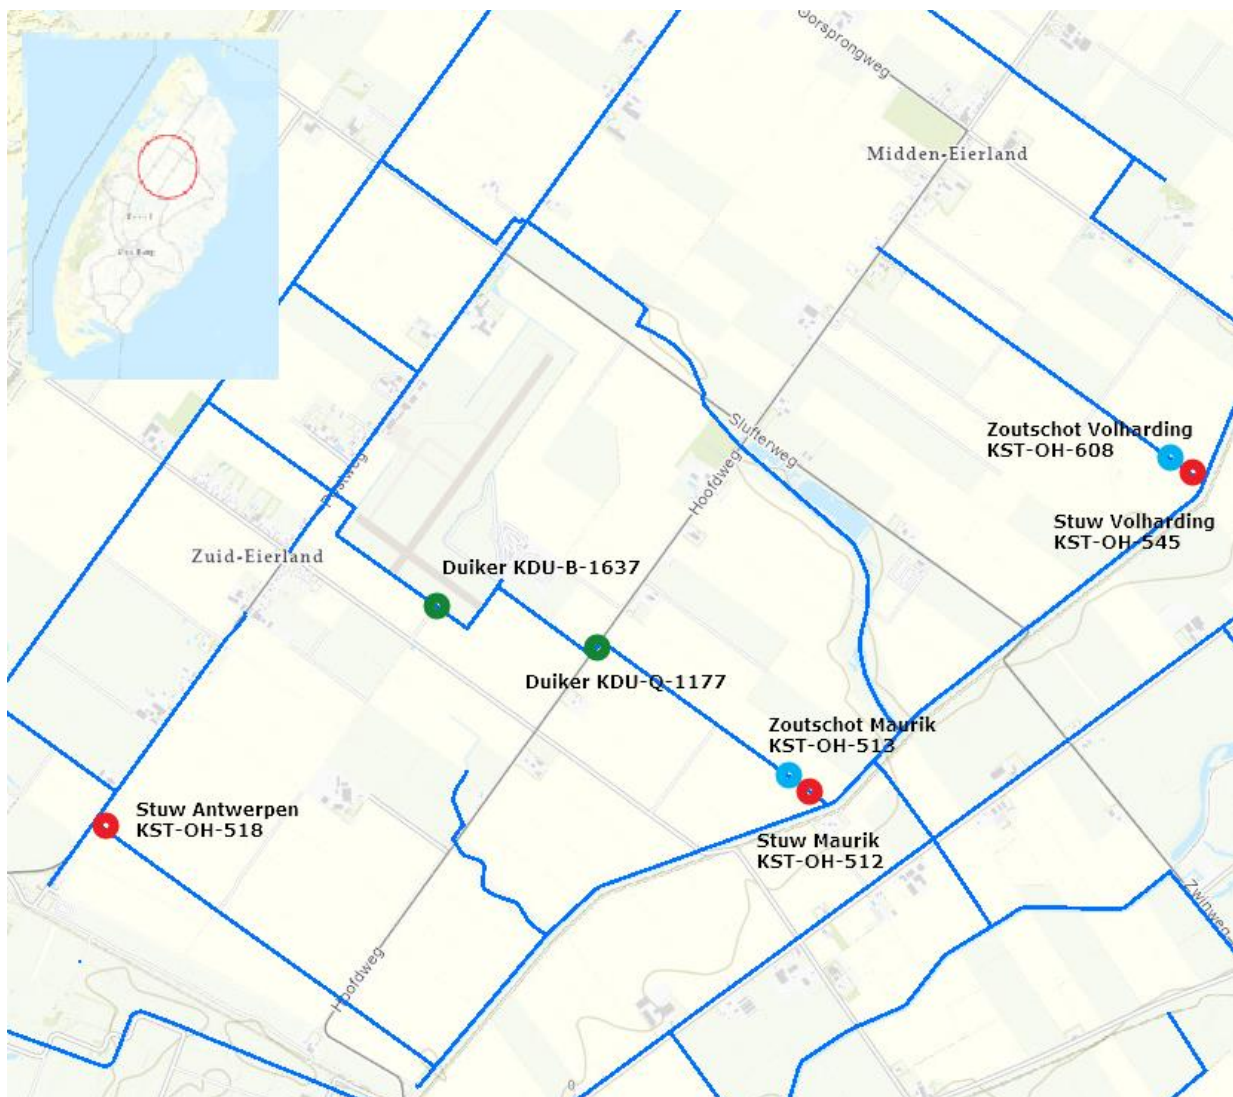 Oorsprongweg
Midden-Eierland
Slufterweg
Zoutschot Volharding
KST-OH-608
Postweg
Hoofdweg
Stuw Volharding
KST-OH-545
Zuid-Eierland
Duiker KDU-B-1637
Duiker KDU-Q-1177
Zoutschot Maurik
KST-OH-513
Stuw Antwerpen
KST-OH-518
Stuw Maurik
KST-OH-512
Zwinweg
Hoofdweg
0